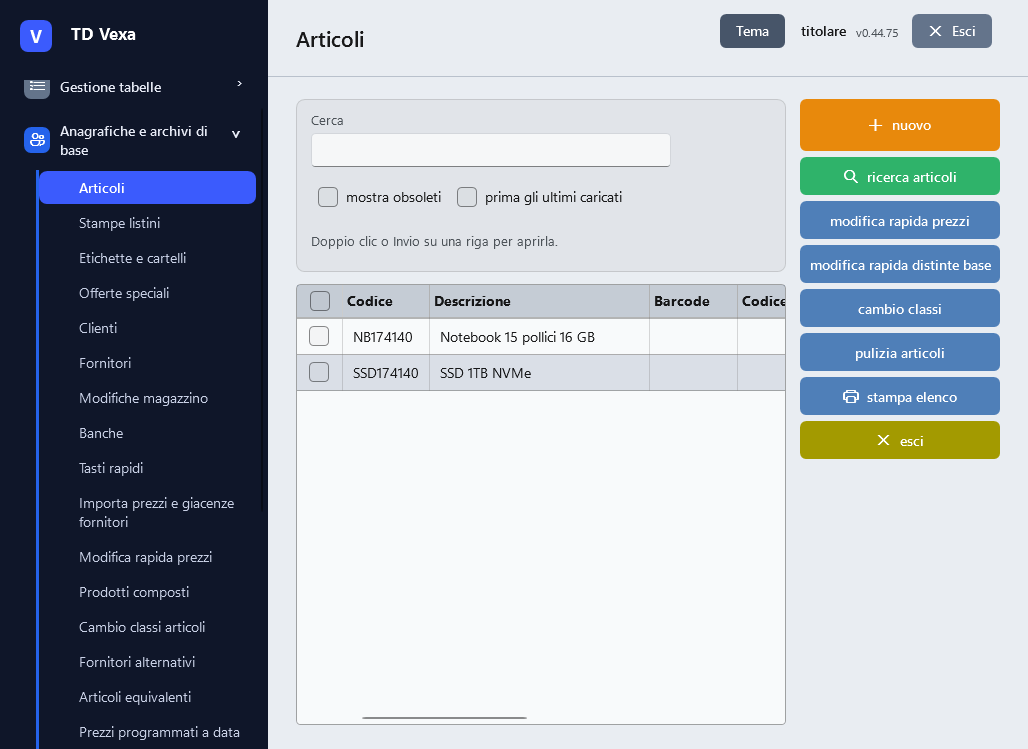 V TD Vexa
Gestione tabelle
Anagrafiche e archivi di
base
Articoli
Stampe listini
Etichette e cartelli
Offerte speciali
Clienti
Fornitori
Modifiche magazzino
Banche
Tasti rapidi
Importa prezzi e giacenze
fornitori
Modifica rapida prezzi
Prodotti composti
Cambio classi articoli
Fornitori alternativi
Articoli equivalenti
Prezzi programmati a data
Articoli
Tema titolare v0.44.75 Esci
Cerca
mostra obsoleti prima gli ultimi caricati
Doppio clic o Invio su una riga per aprirla.
Codice Descrizione Barcode Codice
NB174140 Notebook 15 pollici 16 GB
SSD174140 SSD 1TB NVMe
nuovo
ricerca articoli
modifica rapida prezzi
modifica rapida distinte base
cambio classi
pulizia articoli
stampa elenco
esci